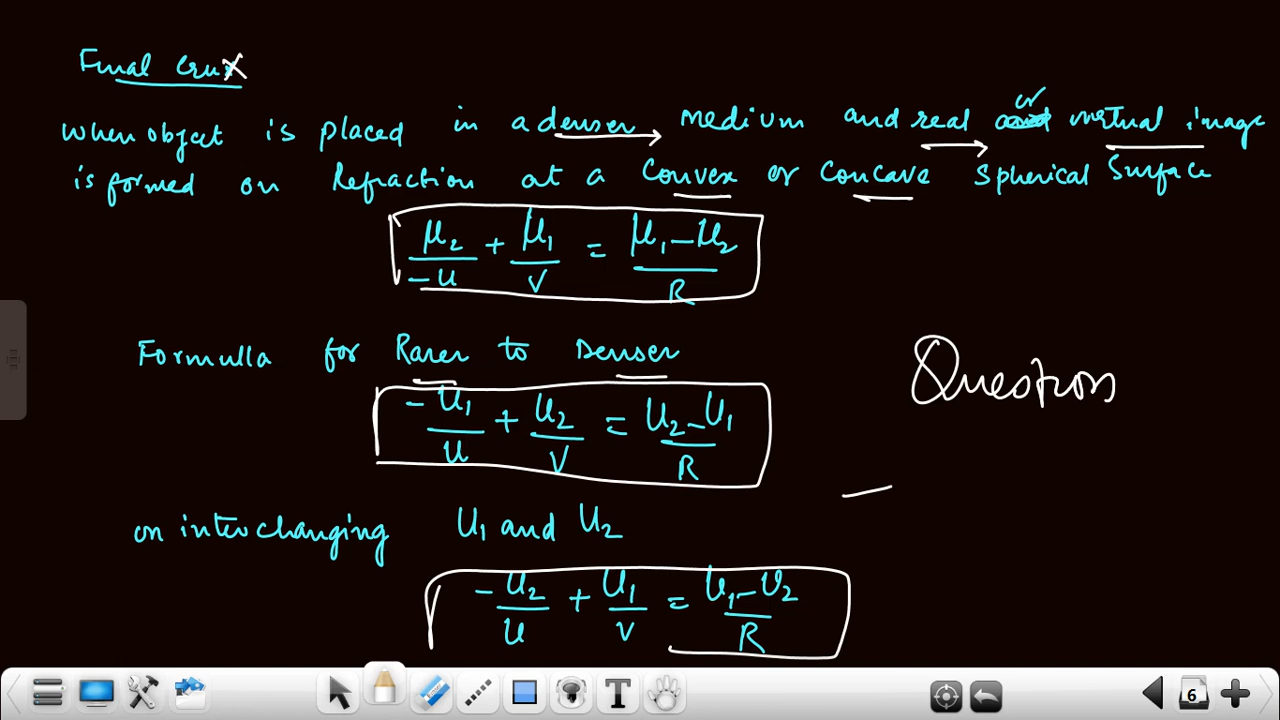 Final crux
when object is placed in a denser medium and real or virtual image
is formed on Refraction at a Convex or Concave Spherical Surface
μ2/-u + μ1/v = μ1-μ2/R
Formulla for Rarer to Denser
Question
-u1/u + u2/v = u2-u1/R
on interchanging u1 and u2
-u2/u + u1/v = u1-u2/R
6